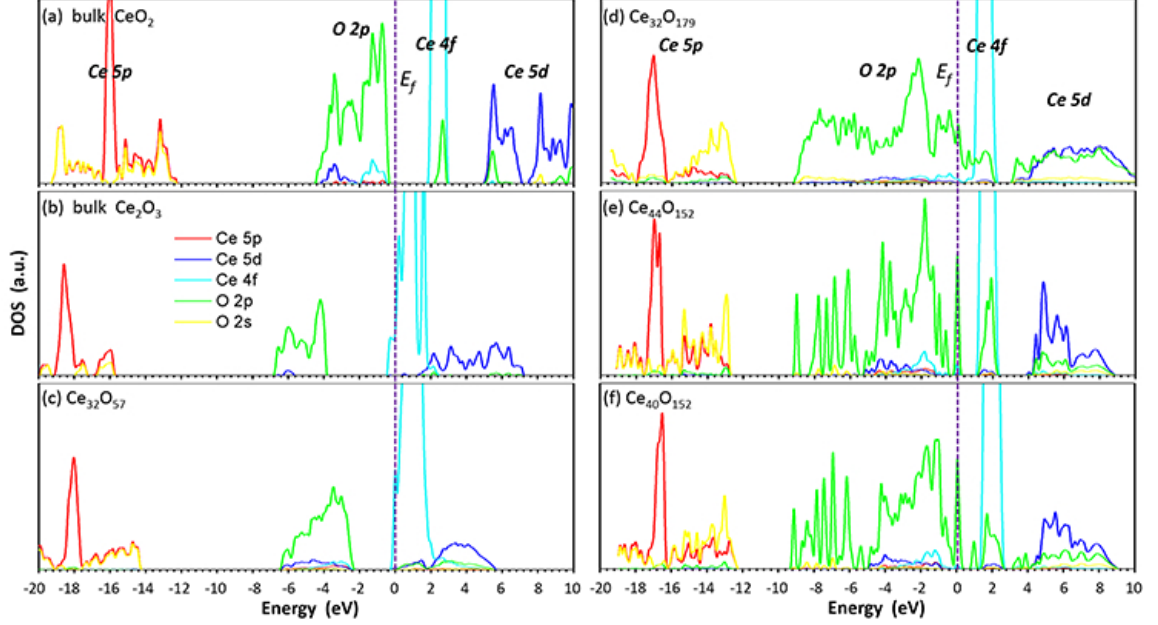 (a) bulk CeO₂
Ce 5p
O 2p
E_f
Ce 4f
Ce 5d
(b) bulk Ce₂O₃
Ce 5p
Ce 5d
Ce 4f
O 2p
O 2s
(c) Ce₃₂O₅₇
DOS (a.u.)
-20 -18 -16 -14 -12 -10 -8 -6 -4 -2 0 2 4 6 8 10
Energy (eV)
(d) Ce₃₂O₁₇₉
Ce 5p
O 2p
E_f
Ce 4f
Ce 5d
(e) Ce₄₄O₁₅₂
(f) Ce₄₀O₁₅₂
-20 -18 -16 -14 -12 -10 -8 -6 -4 -2 0 2 4 6 8 10
Energy (eV)